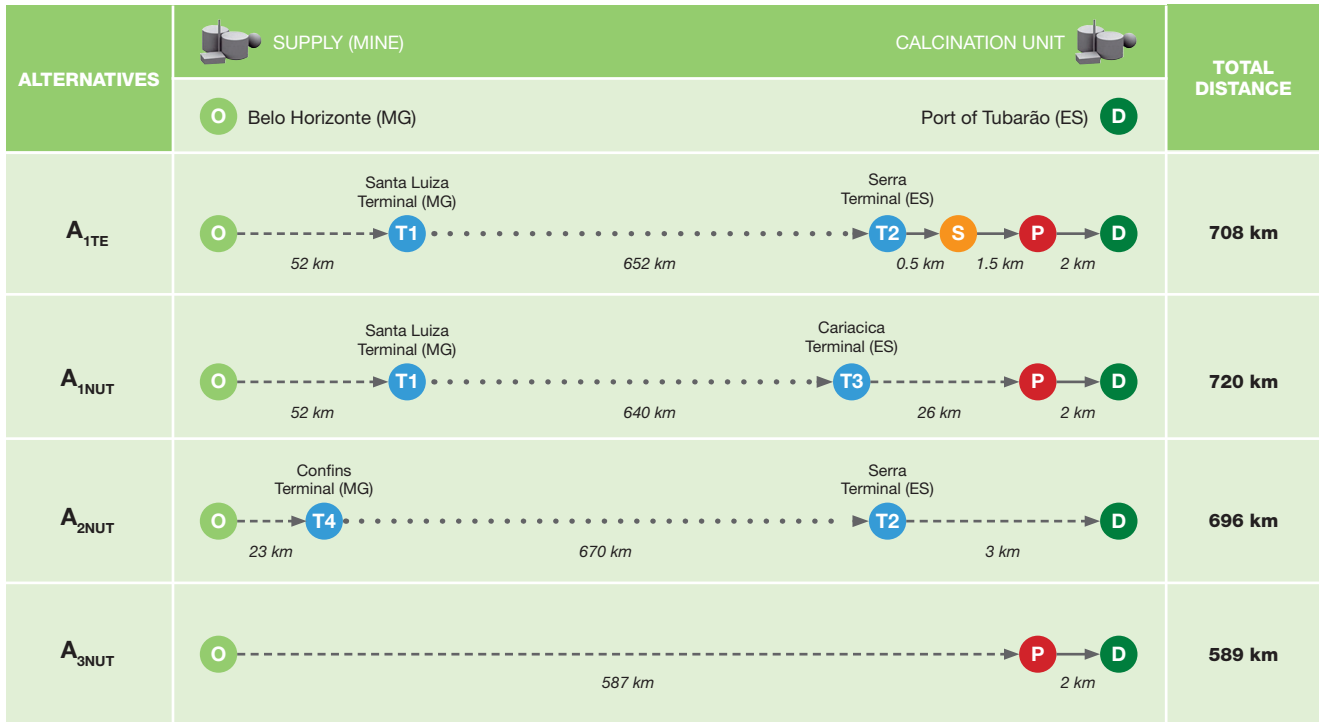 ALTERNATIVES
SUPPLY (MINE)
CALCINATION UNIT
TOTAL
DISTANCE
O Belo Horizonte (MG)
Port of Tubarão (ES) D
A1TE
Santa Luiza
Terminal (MG)
Serra
Terminal (ES)
O T1 T2 S P D
52 km 652 km 0.5 km 1.5 km 2 km
708 km
A1NUT
Santa Luiza
Terminal (MG)
Cariacica
Terminal (ES)
O T1 T3 P D
52 km 640 km 26 km 2 km
720 km
A2NUT
Confins
Terminal (MG)
Serra
Terminal (ES)
O T4 T2 D
23 km 670 km 3 km
696 km
A3NUT
O P D
587 km 2 km
589 km